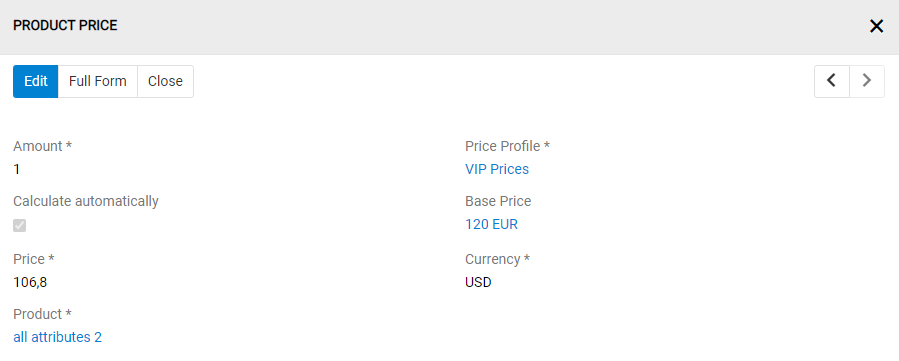 PRODUCT PRICE
Edit Full Form Close
Amount * Price Profile *
1 VIP Prices
Calculate automatically Base Price
120 EUR
Price * Currency *
106,8 USD
Product *
all attributes 2